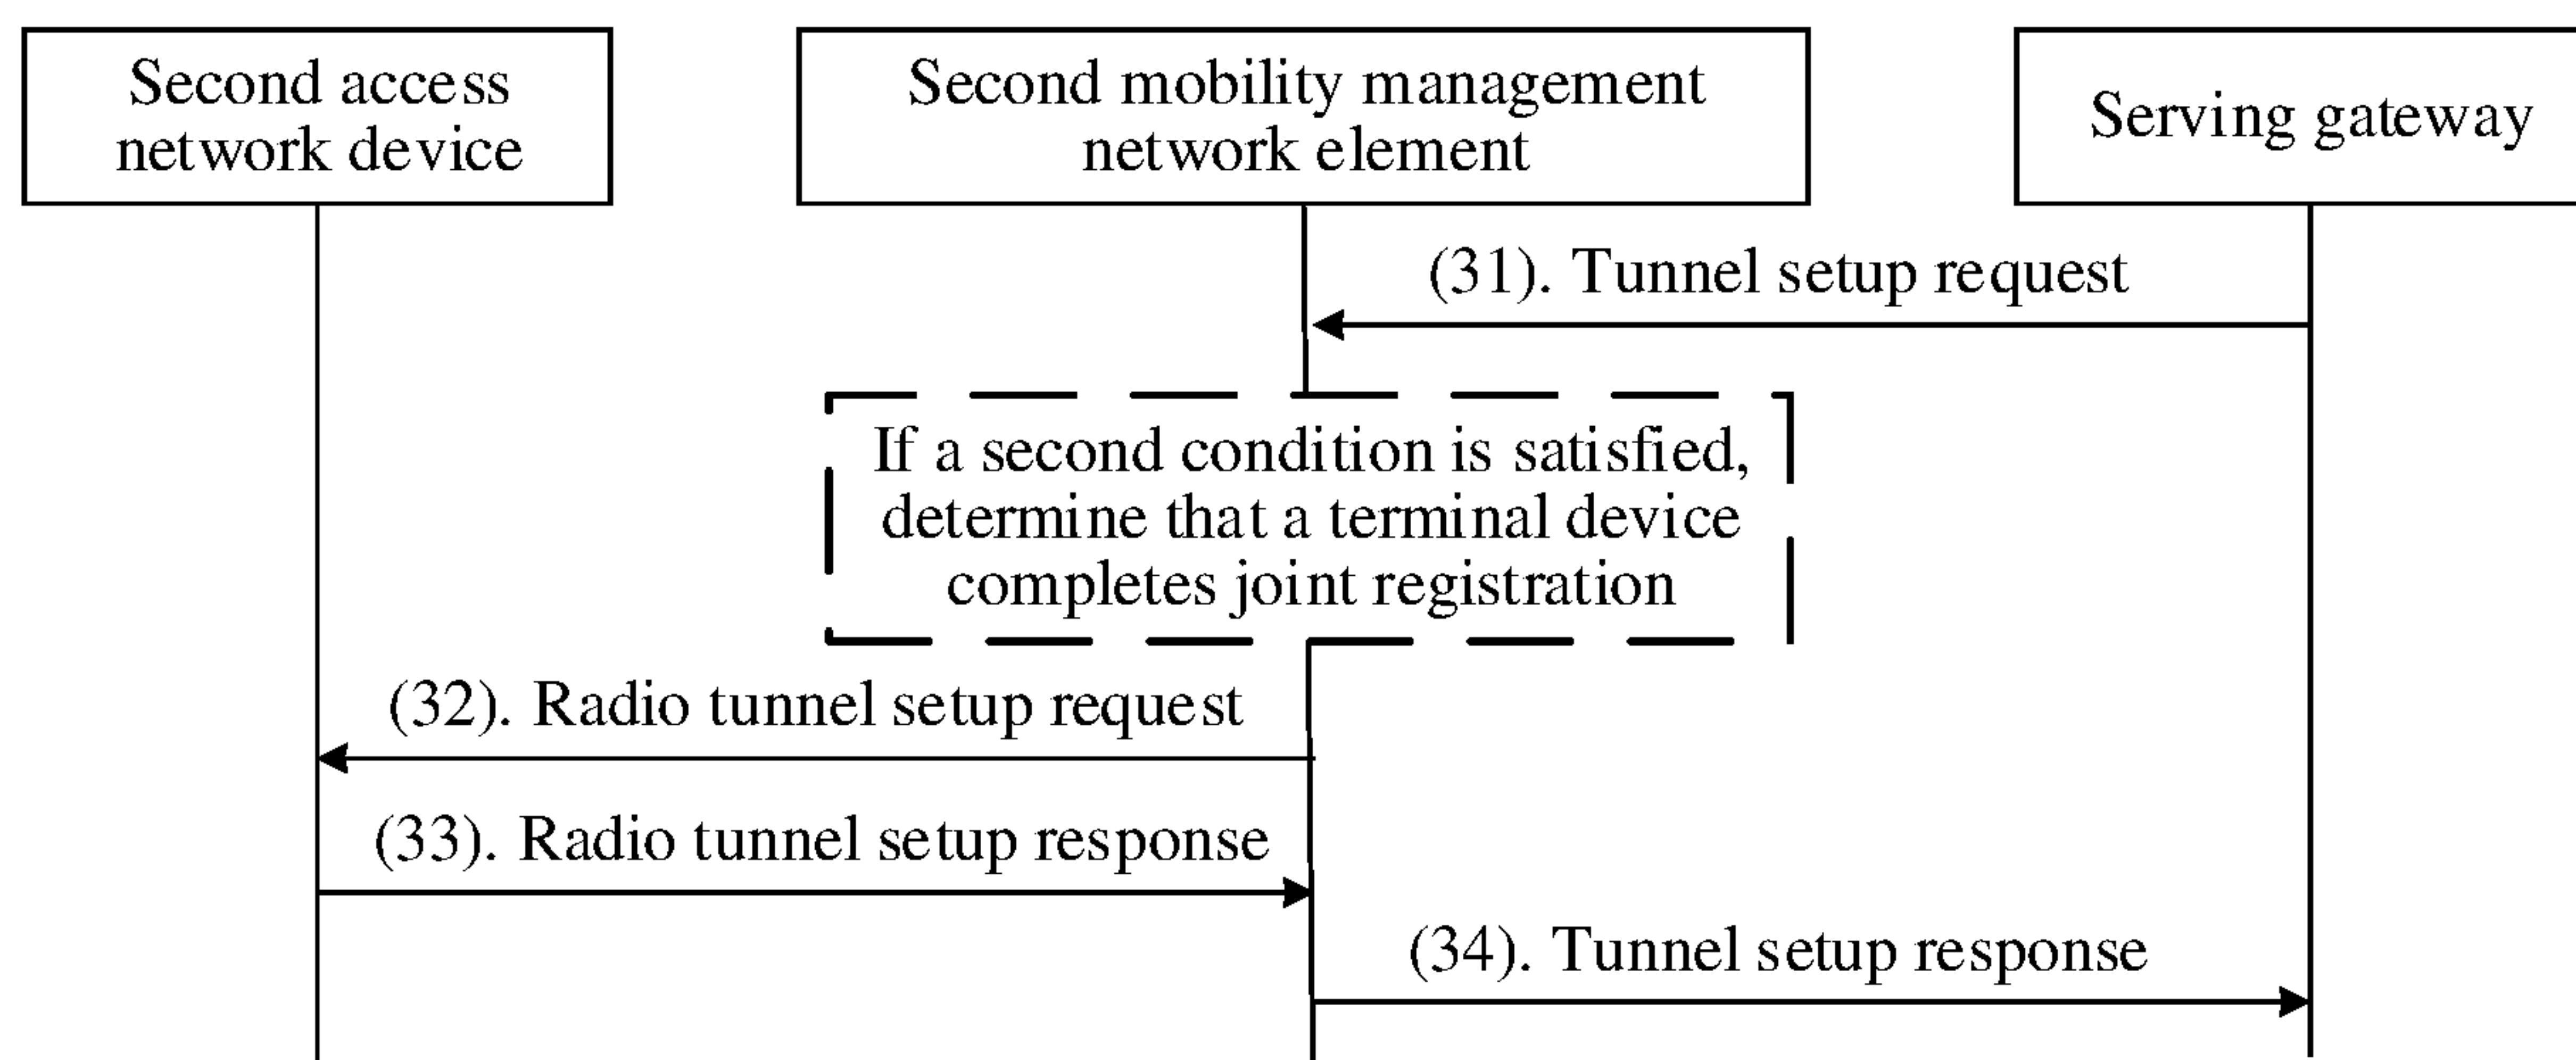 Second access
network device
Second mobility management
network element
Serving gateway
(31). Tunnel setup request
If a second condition is satisfied,
determine that a terminal device
completes joint registration
(32). Radio tunnel setup request
(33). Radio tunnel setup response
(34). Tunnel setup response